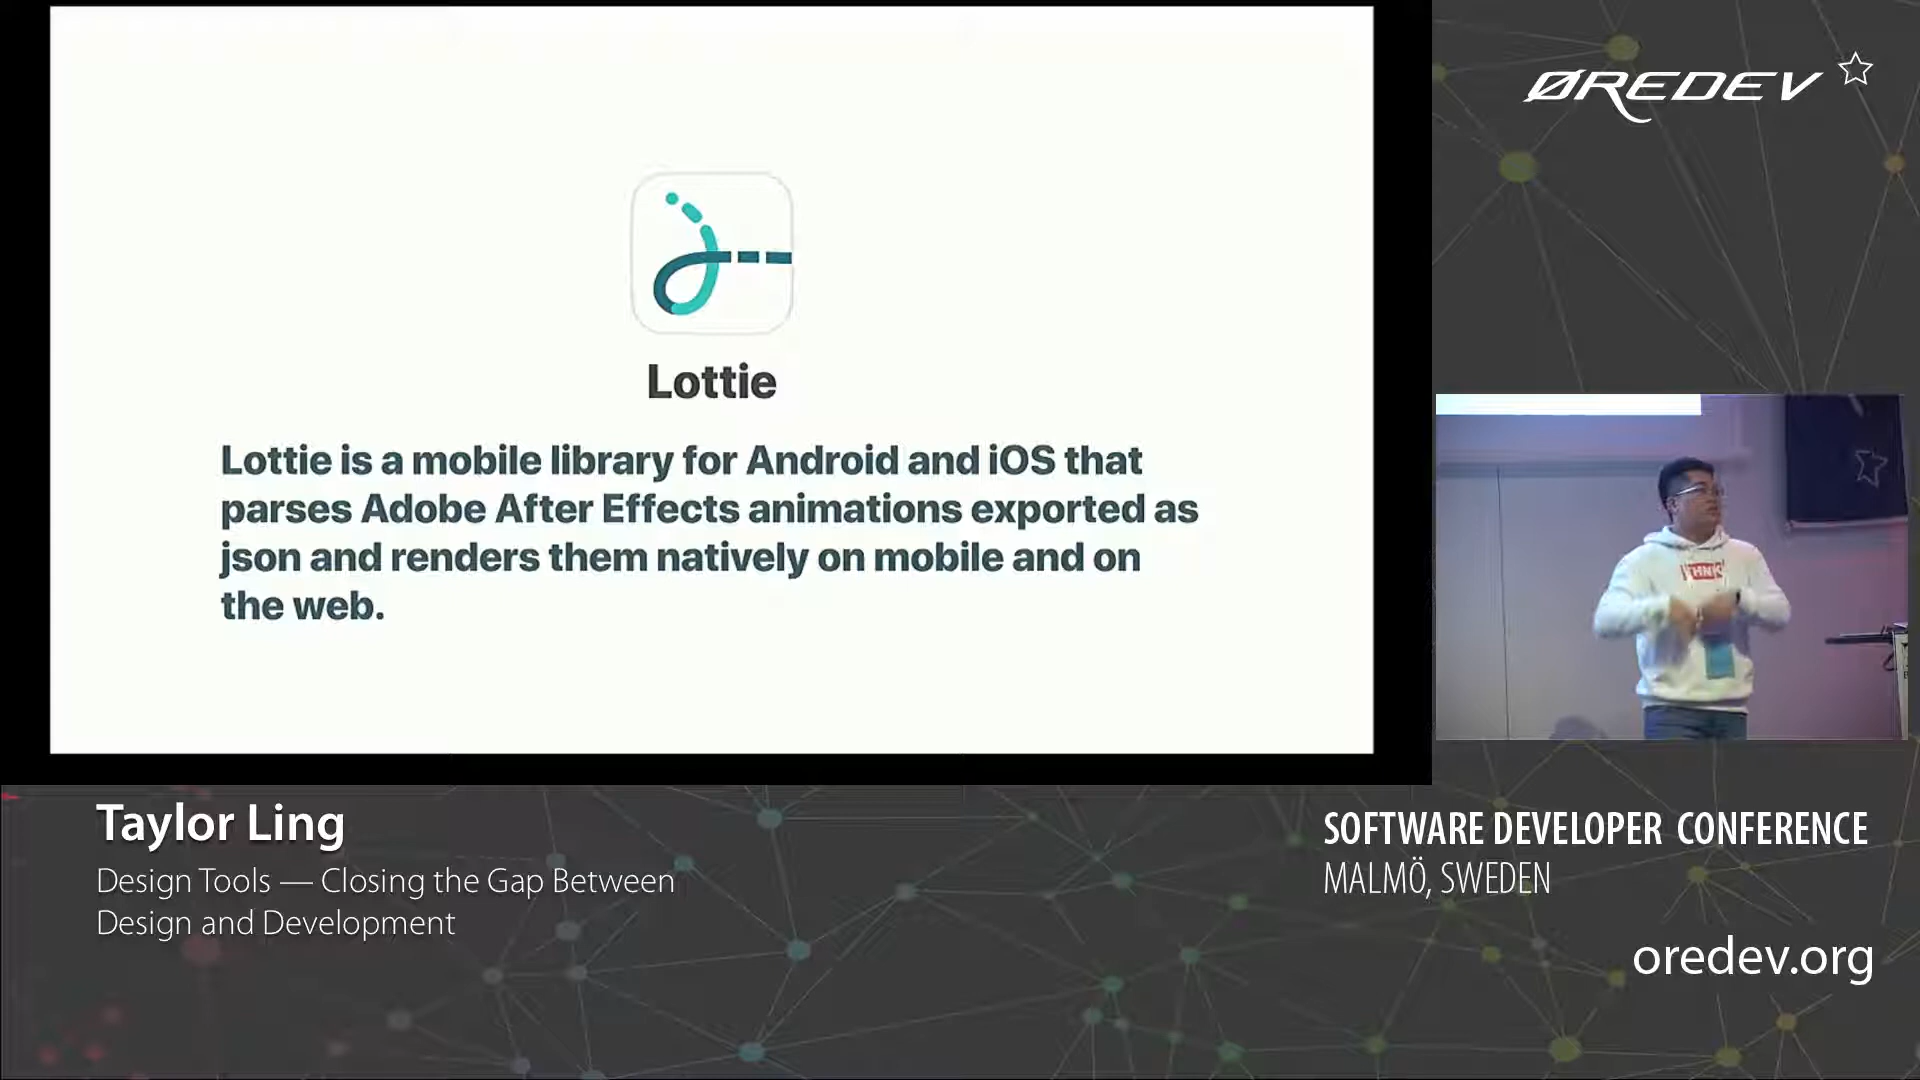 Lottie
Lottie is a mobile library for Android and iOS that
parses Adobe After Effects animations exported as
json and renders them natively on mobile and on
the web.
ØREDEV
THNK
Taylor Ling
Design Tools — Closing the Gap Between
Design and Development
SOFTWARE DEVELOPER CONFERENCE
MALMÖ, SWEDEN
oredev.org